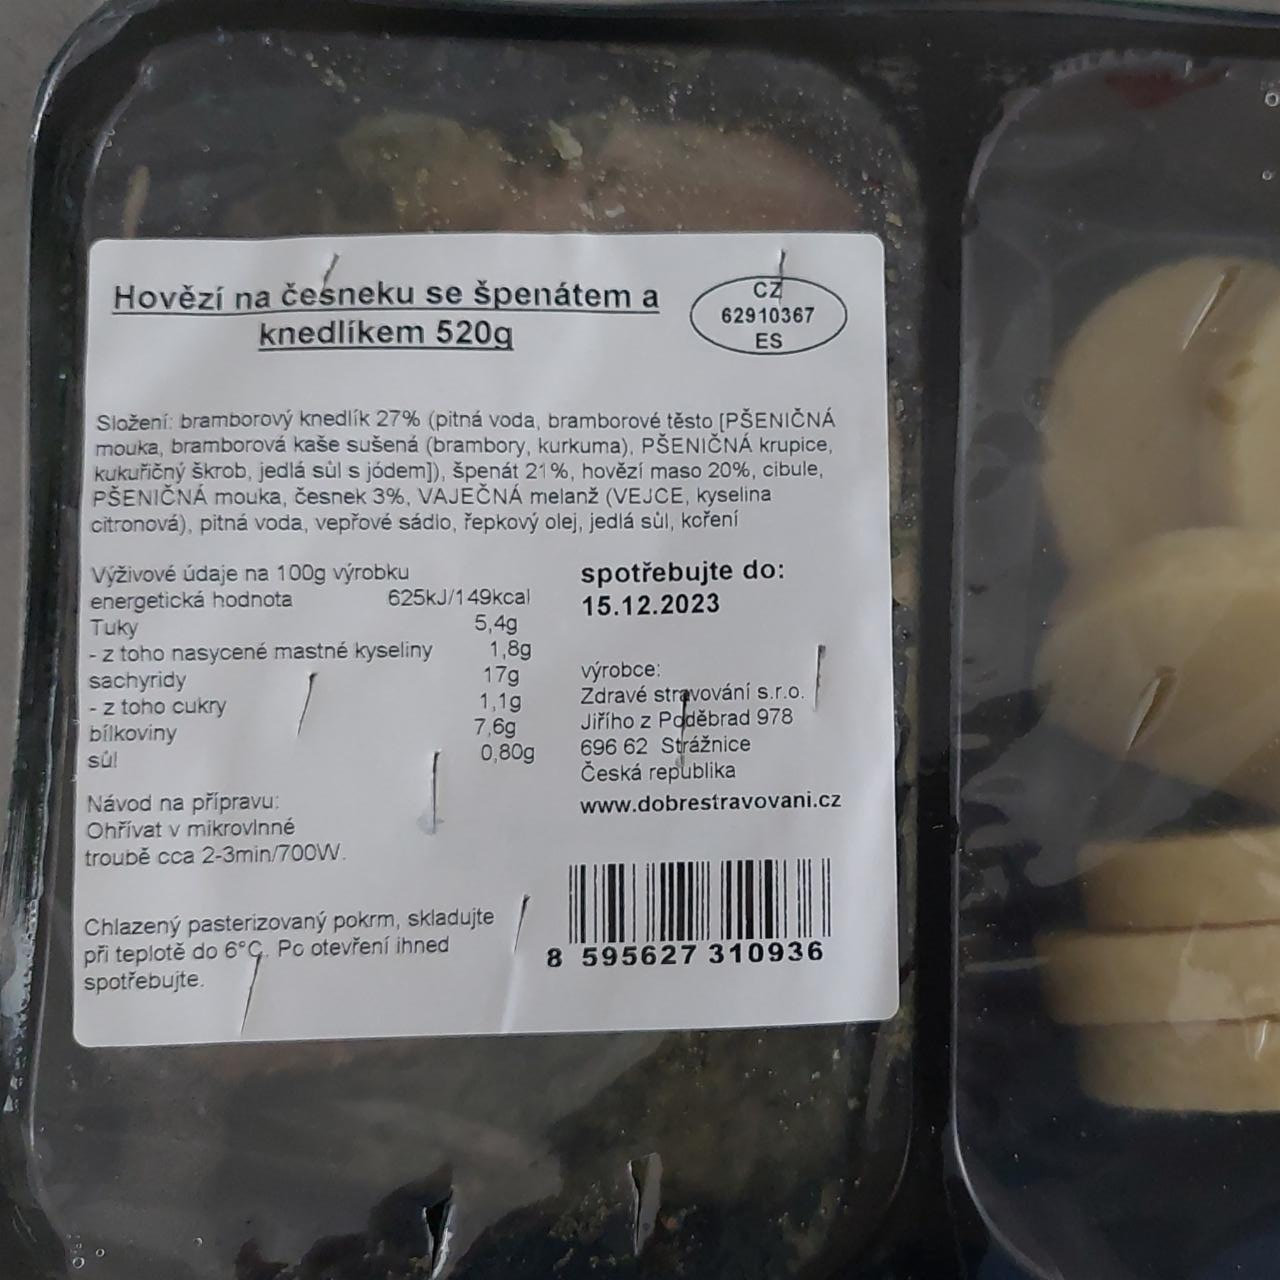 Hovězí na česneku se špenátem a
knedlíkem 520g
CZ
62910367
ES
Složení: bramborový knedlík 27% (pitná voda, bramborové těsto [PŠENIČNÁ
mouka, bramborová kaše sušená (brambory, kurkuma), PŠENIČNÁ krupice,
kukuřičný škrob, jedlá sůl s jódem]), špenát 21%, hovězí maso 20%, cibule,
PŠENIČNÁ mouka, česnek 3%, VAJEČNÁ melanž (VEJCE, kyselina
citronová), pitná voda, vepřové sádlo, řepkový olej, jedlá sůl, koření
Výživové údaje na 100g výrobku
energetická hodnota 625kJ/149kcal
Tuky 5,4g
- z toho nasycené mastné kyseliny 1,8g
sachyridy 17g
- z toho cukry 1,1g
bílkoviny 7,6g
sůl 0,80g
spotřebujte do:
15.12.2023
výrobce:
Zdravé stravování s.r.o.
Jiřího z Poděbrad 978
696 62 Strážnice
Česká republika
www.dobrestravovani.cz
Návod na přípravu:
Ohřívat v mikrovlnné
troubě cca 2-3min/700W.
Chlazený pasterizovaný pokrm, skladujte
při teplotě do 6°C. Po otevření ihned
spotřebujte.
8 595627 310936